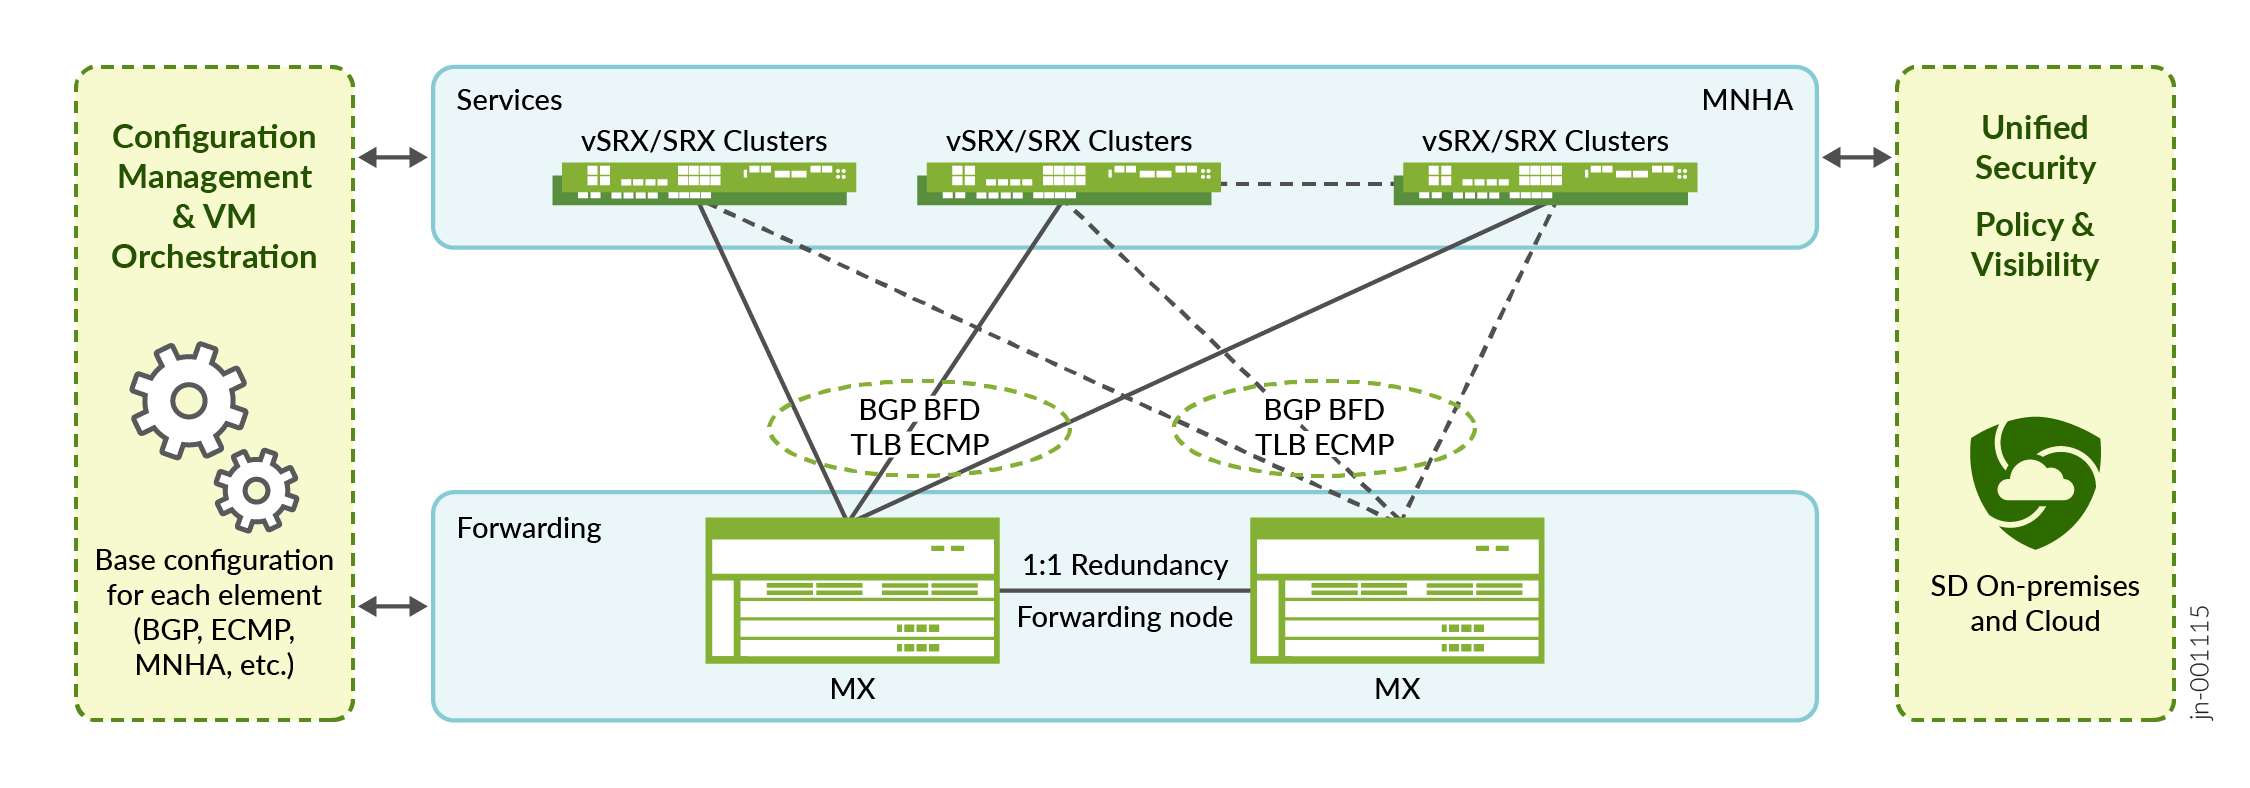 Configuration
Management
& VM
Orchestration
Base configuration
for each element
(BGP, ECMP,
MNHA, etc.)
Services
MNHA
vSRX/SRX Clusters
vSRX/SRX Clusters
vSRX/SRX Clusters
BGP BFD
TLB ECMP
BGP BFD
TLB ECMP
Forwarding
1:1 Redundancy
Forwarding node
MX
MX
Unified
Security
Policy &
Visibility
SD On-premises
and Cloud
jn-001115